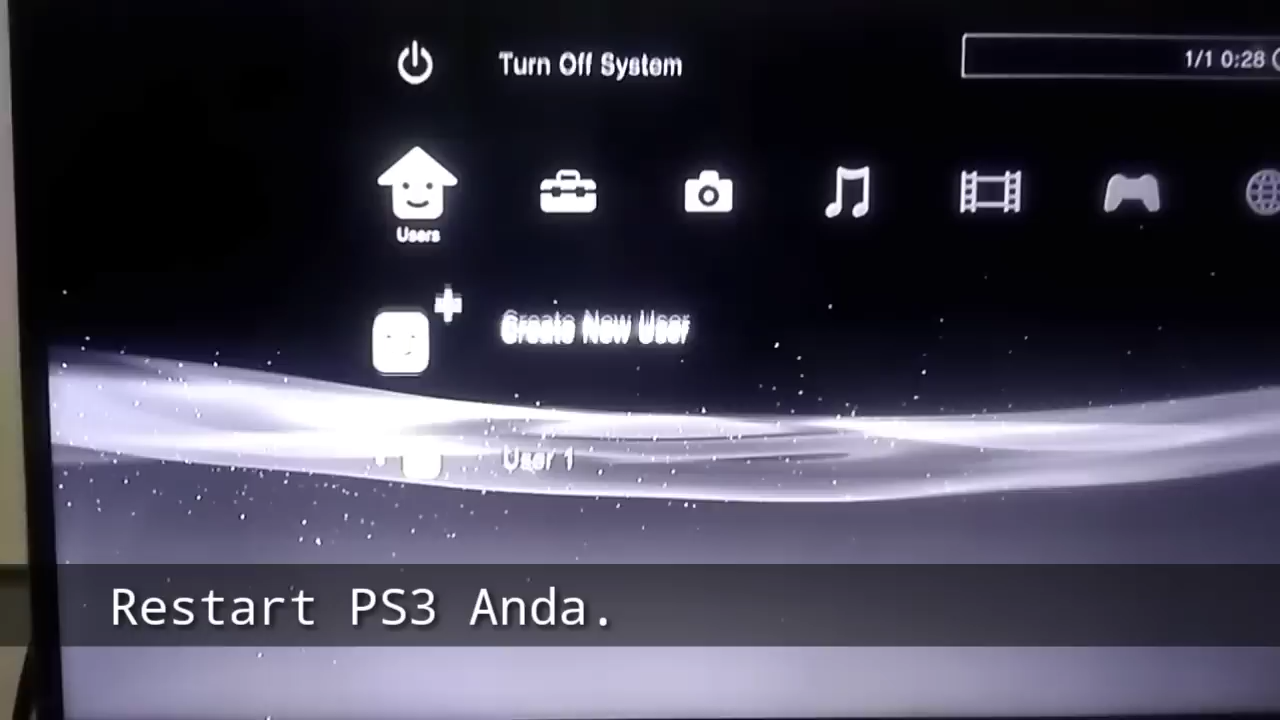 Turn Off System
1/1 0:28
Users
Create New User
User 1
Restart PS3 Anda.